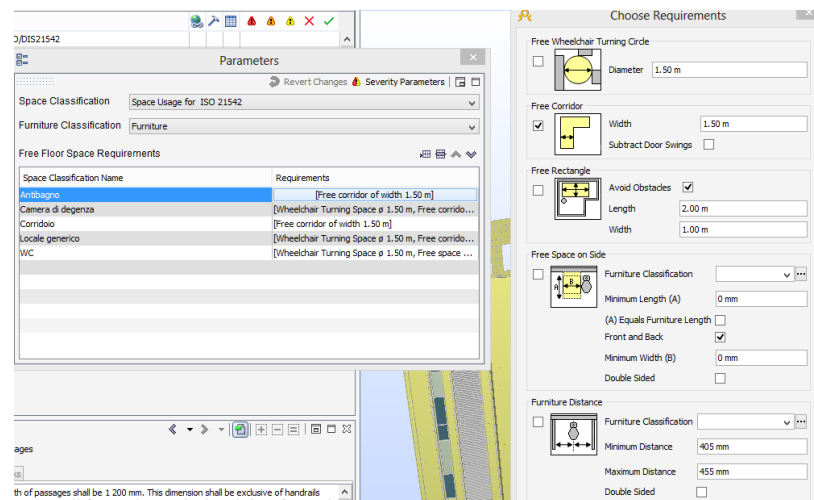 O/DIS21542
Parameters
Revert Changes Severity Parameters
Space Classification Space Usage for ISO 21542
Furniture Classification Furniture
Free Floor Space Requirements
Space Classification Name Requirements
Antibagno [Free corridor of width 1.50 m]
Camera di degenza [Wheelchair Turning Space ø 1.50 m, Free corrido...
Corridoio [Free corridor of width 1.50 m]
Locale generico [Wheelchair Turning Space ø 1.50 m, Free corrido...
WC [Wheelchair Turning Space ø 1.50 m, Free space ...
ages
th of passages shall be 1 200 mm. This dimension shall be exclusive of handrails
Choose Requirements
Free Wheelchair Turning Circle
Diameter 1.50 m
Free Corridor
Width 1.50 m
Subtract Door Swings
Free Rectangle
Avoid Obstacles
Length 2.00 m
Width 1.00 m
Free Space on Side
A B
Furniture Classification ...
Minimum Length (A) 0 mm
(A) Equals Furniture Length
Front and Back
Minimum Width (B) 0 mm
Double Sided
Furniture Distance
Furniture Classification ...
Minimum Distance 405 mm
Maximum Distance 455 mm
Double Sided